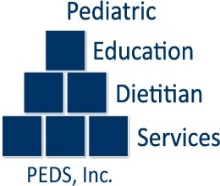 Pediatric
Education
Dietitian
Services
PEDS, Inc.